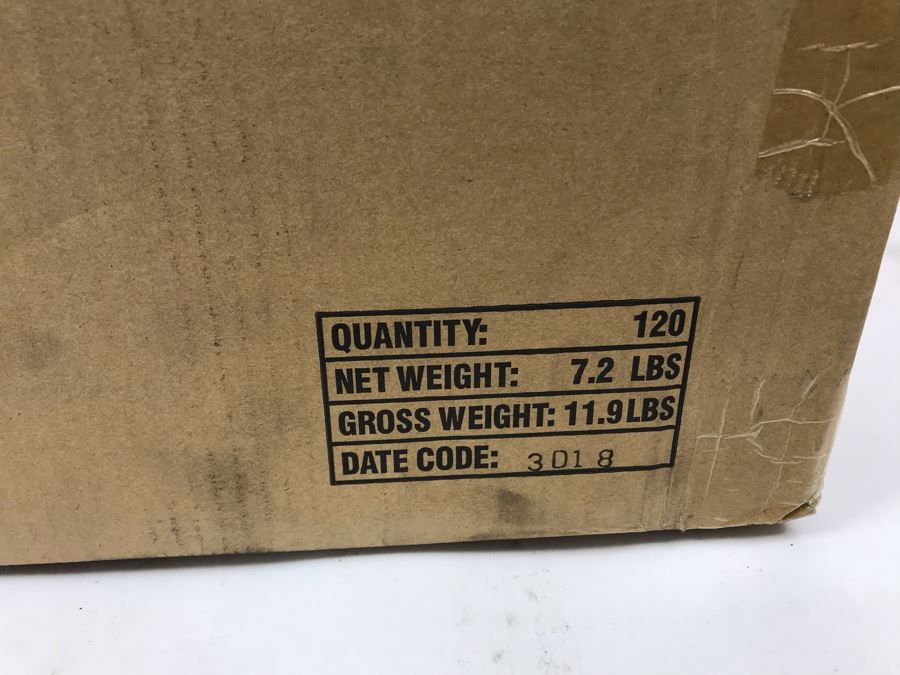 QUANTITY: 120
NET WEIGHT: 7.2 LBS
GROSS WEIGHT: 11.9 LBS
DATE CODE: 3018